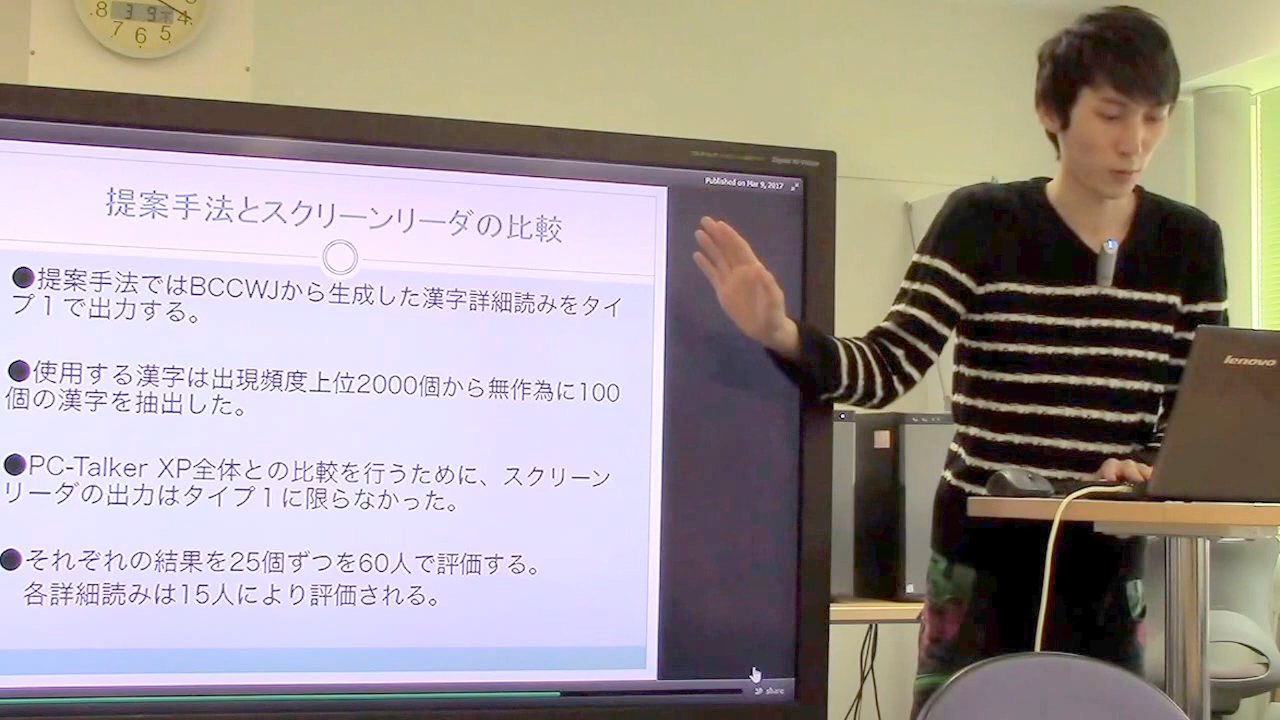 8
4
7
6
5
3 9
Published on Mar 9, 2017
提案手法とスクリーンリーダの比較
●提案手法ではBCCWJから生成した漢字詳細読みをタイ
プ1で出力する。
●使用する漢字は出現頻度上位2000個から無作為に100
個の漢字を抽出した。
●PC-Talker XP全体との比較を行うために、スクリーン
リーダの出力はタイプ1に限らなかった。
●それぞれの結果を25個ずつを60人で評価する。
各詳細読みは15人により評価される。
share
lenovo